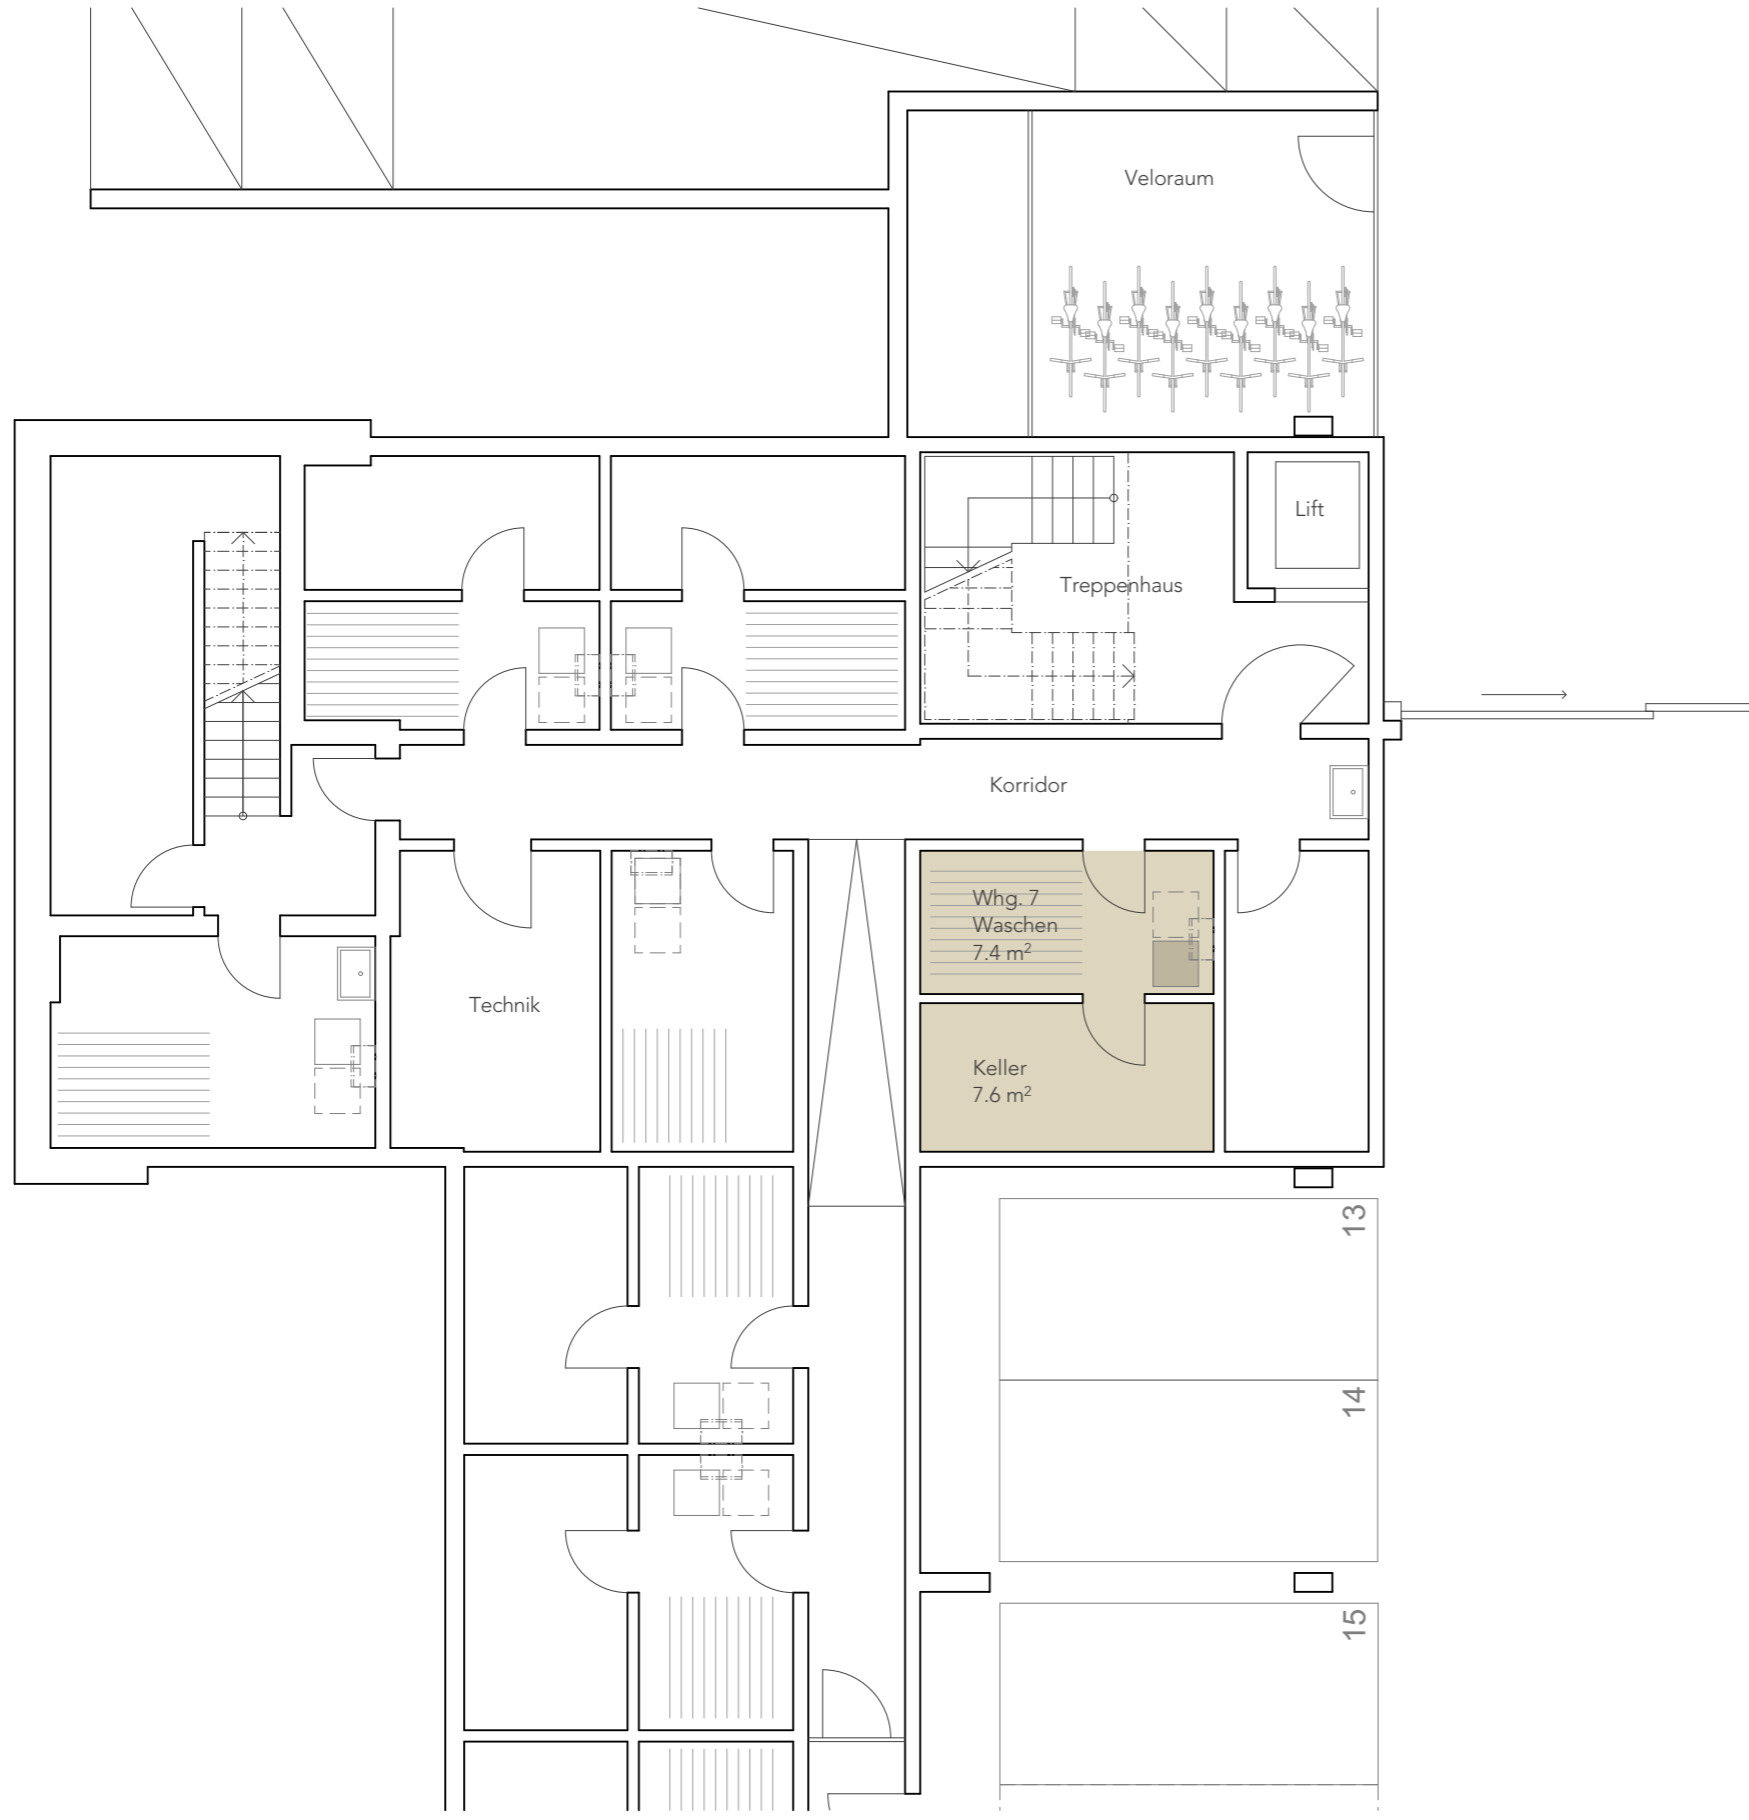 Veloraum
Lift
Treppenhaus
Korridor
Whg. 7
Waschen
7.4 m²
Technik
Keller
7.6 m²
13
14
15